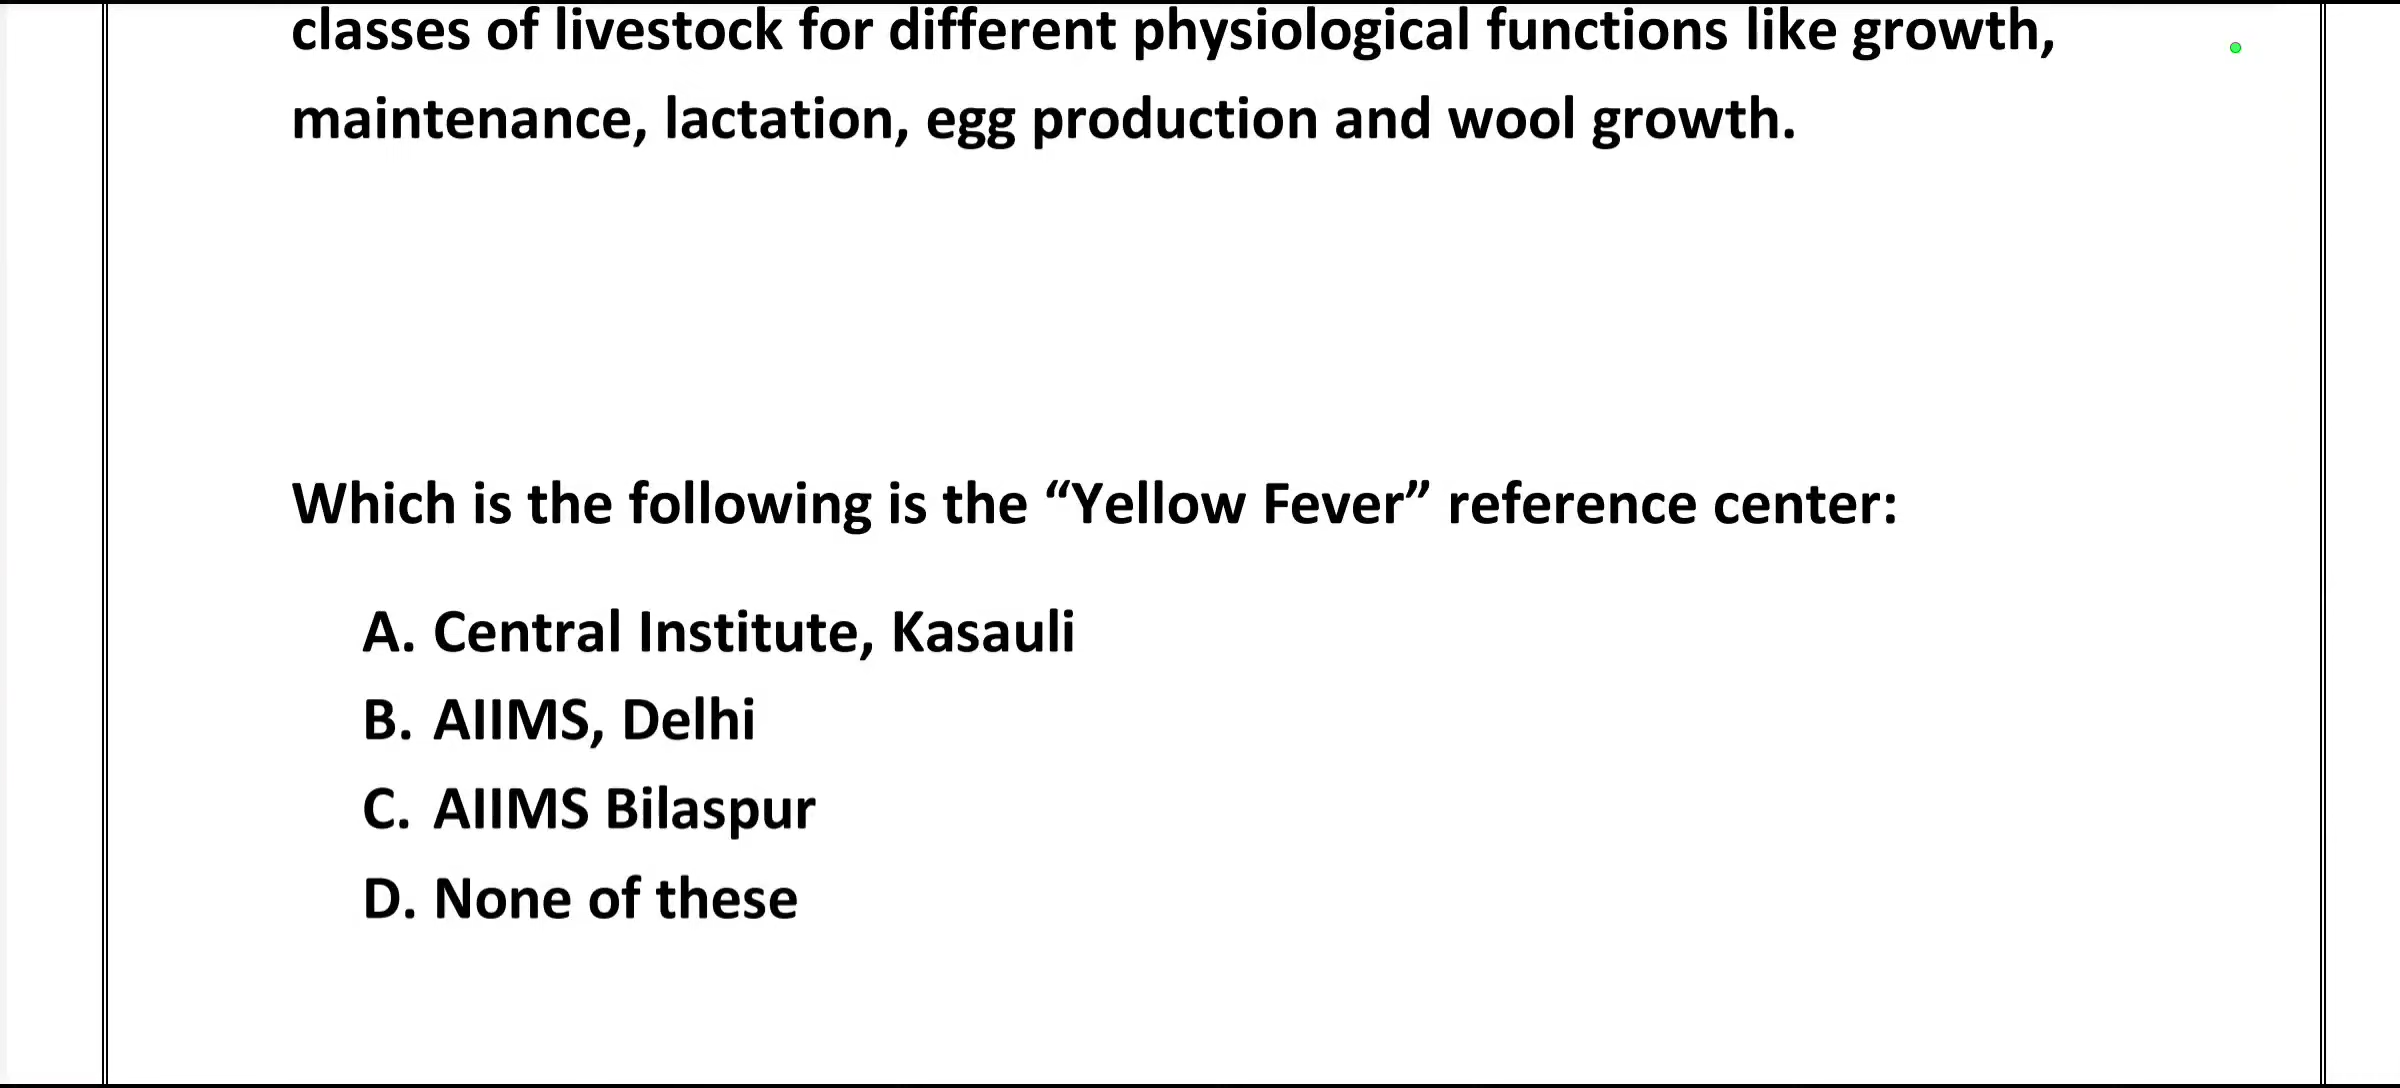 classes of livestock for different physiological functions like growth,
maintenance, lactation, egg production and wool growth.
Which is the following is the “Yellow Fever” reference center:
A. Central Institute, Kasauli
B. AIIMS, Delhi
C. AIIMS Bilaspur
D. None of these